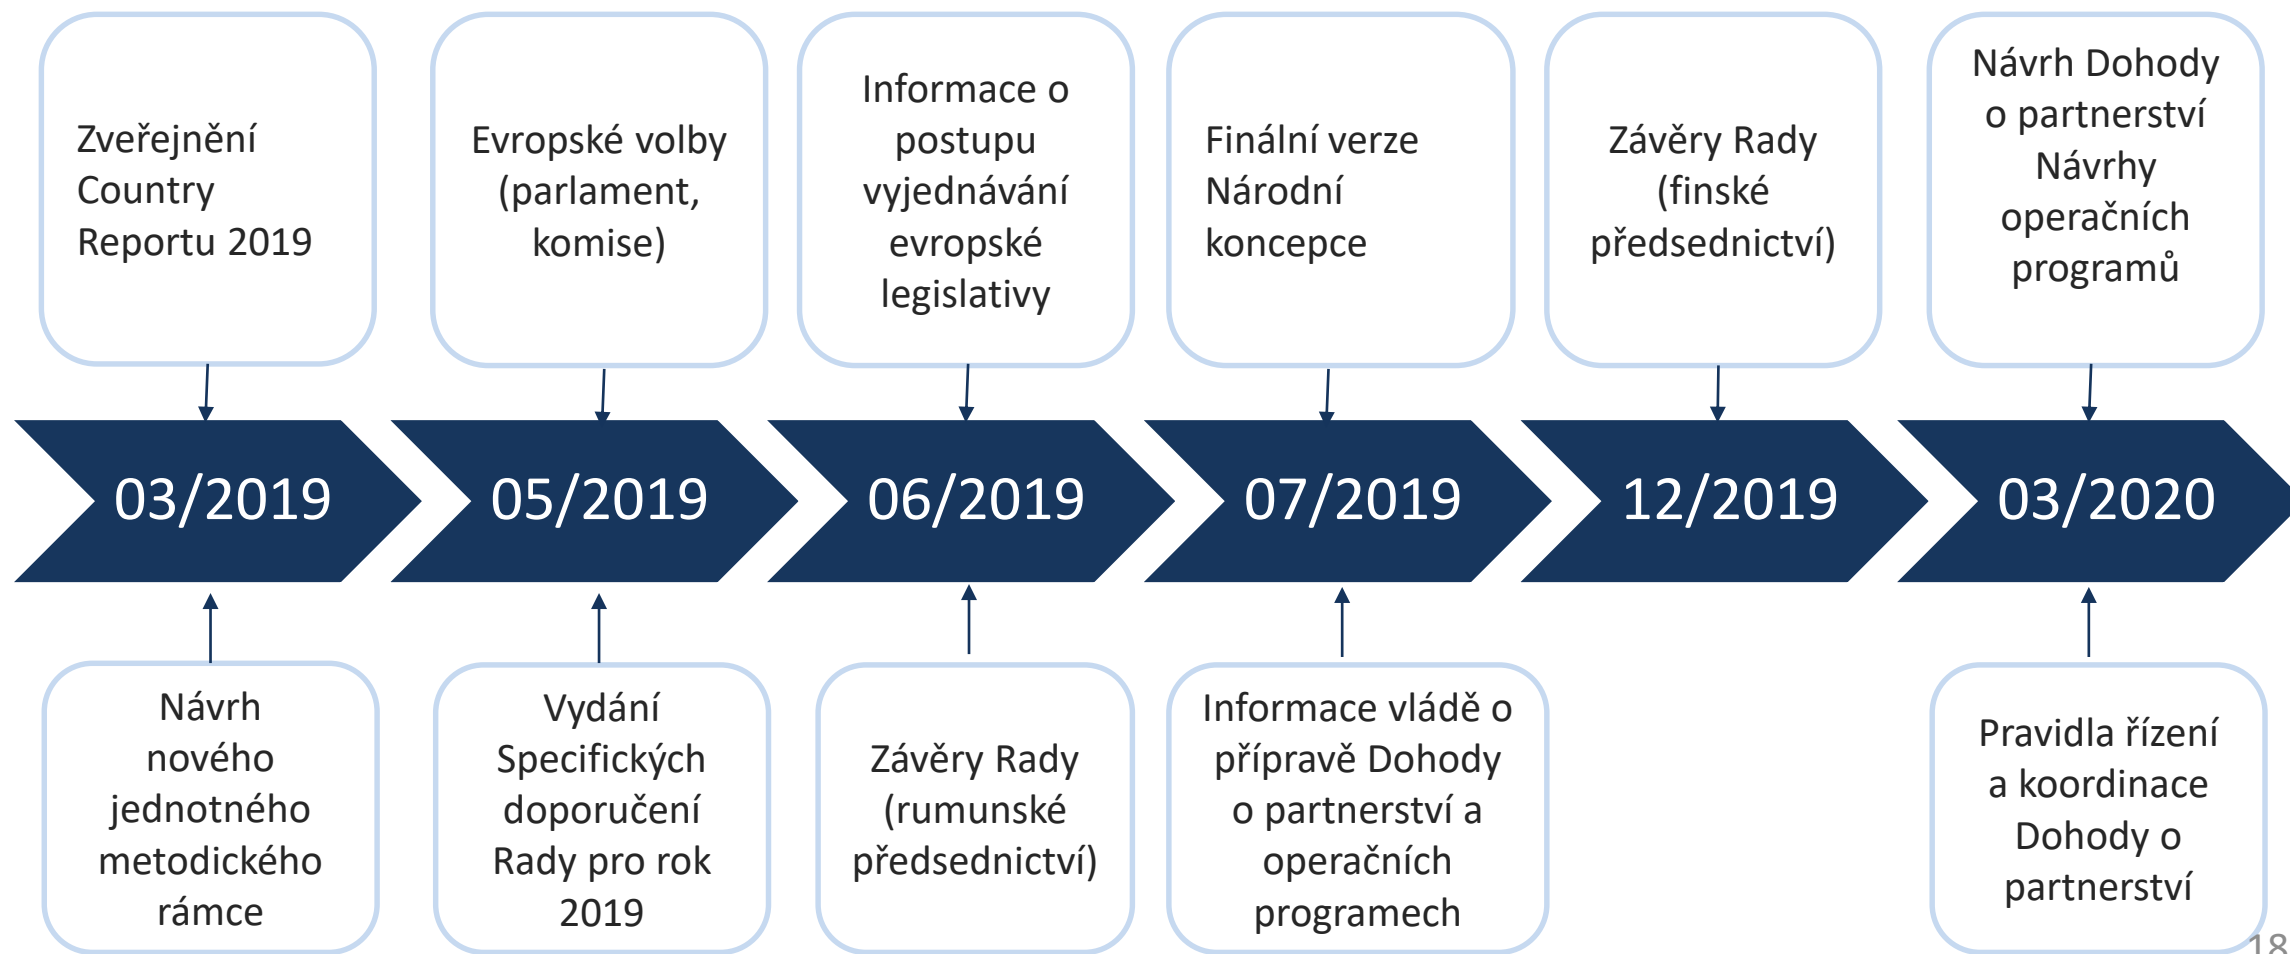 Zveřejnění
Country
Reportu 2019
Evropské volby
(parlament,
komise)
Informace o
postupu
vyjednávání
evropské
legislativy
Finální verze
Národní
koncepce
Závěry Rady
(finské
předsednictví)
Návrh Dohody
o partnerství
Návrhy
operačních
programů
03/2019
05/2019
06/2019
07/2019
12/2019
03/2020
Návrh
nového
jednotného
metodického
rámce
Vydání
Specifických
doporučení
Rady pro rok
2019
Závěry Rady
(rumunské
předsednictví)
Informace vládě o
přípravě Dohody
o partnerství a
operačních
programech
Pravidla řízení
a koordinace
Dohody o
partnerství
18